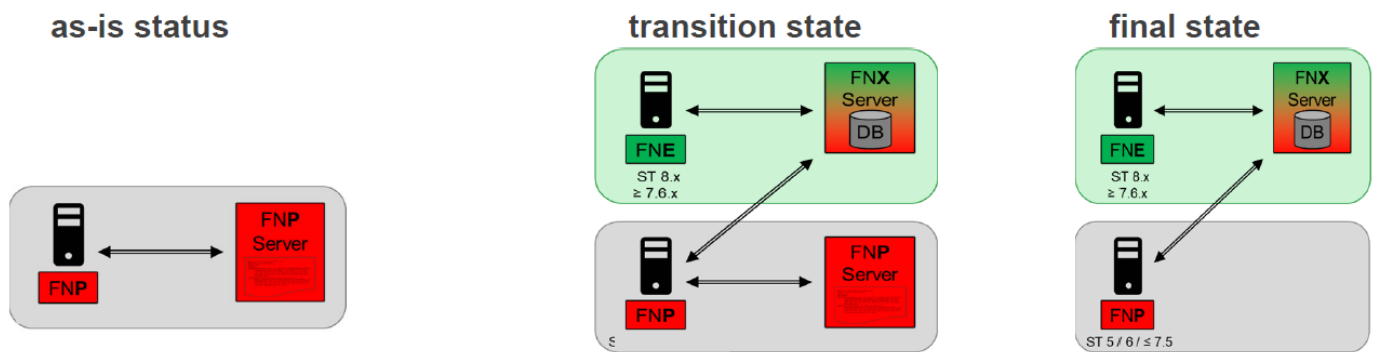 as-is status
FNP
FNP
Server
transition state
FNX
Server
DB
FNE
ST 8.x
≥ 7.6.x
FNP
Server
FNP
S
final state
FNX
Server
DB
FNE
ST 8.x
≥ 7.6.x
FNP
ST 5 / 6 / ≤ 7.5